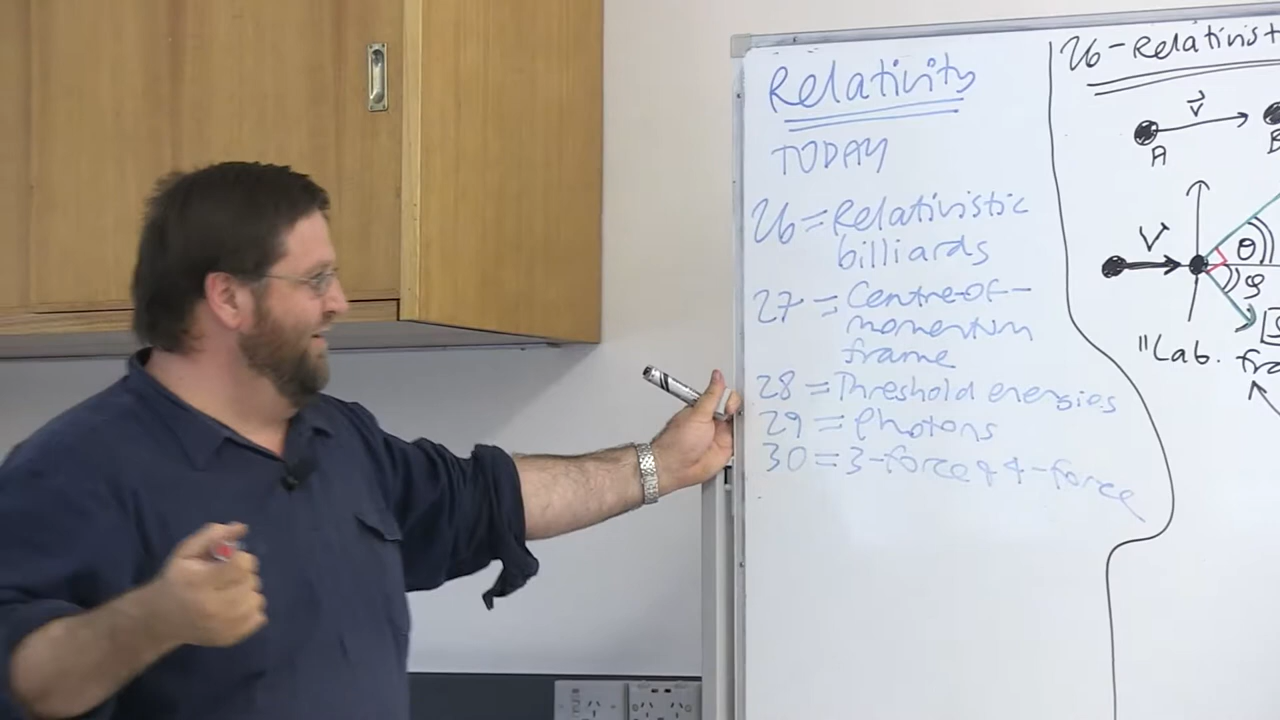 Relativity
TODAY
26 = Relativistic
billiards
27 = Centre-of-
momentum
frame
28 = Threshold energies
29 = Photons
30 = 3-force & 4-force
26 - Relativist
v
A
B
V
θ
φ
"Lab. fra